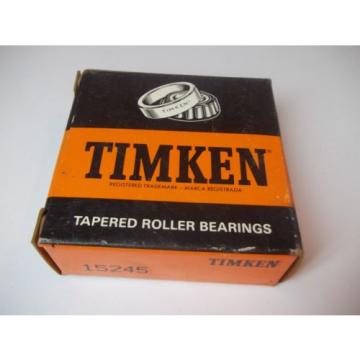 TIMKEN
TIMKEN
REGISTERED TRADEMARK - MARCA REGISTRADA
TAPERED ROLLER BEARINGS
15245 TIMKEN